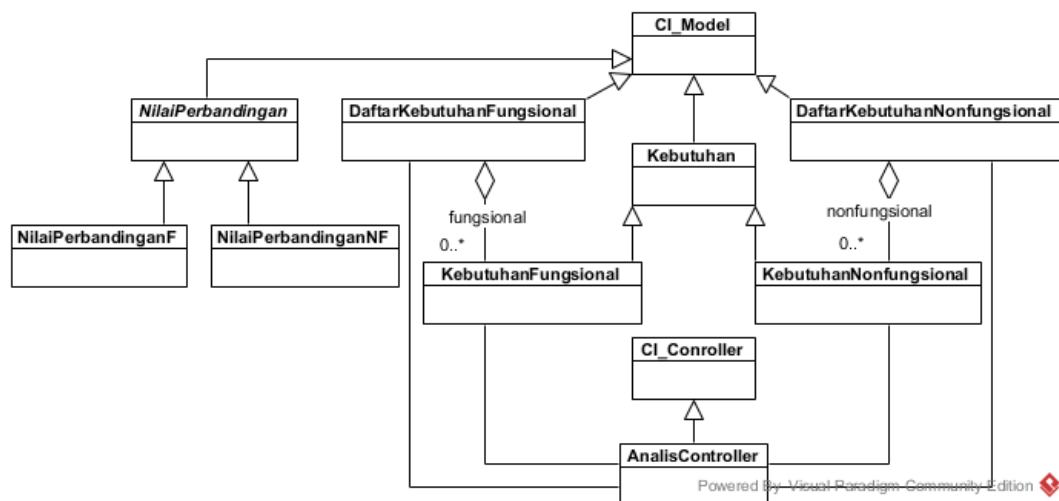 CI_Model
NilaiPerbandingan
DaftarKebutuhanFungsional
DaftarKebutuhanNonfungsional
Kebutuhan
fungsional
nonfungsional
NilaiPerbandinganF
NilaiPerbandinganNF
0..*
0..*
KebutuhanFungsional
KebutuhanNonfungsional
CI_Conroller
AnalisController
Powered By Visual Paradigm Community Edition